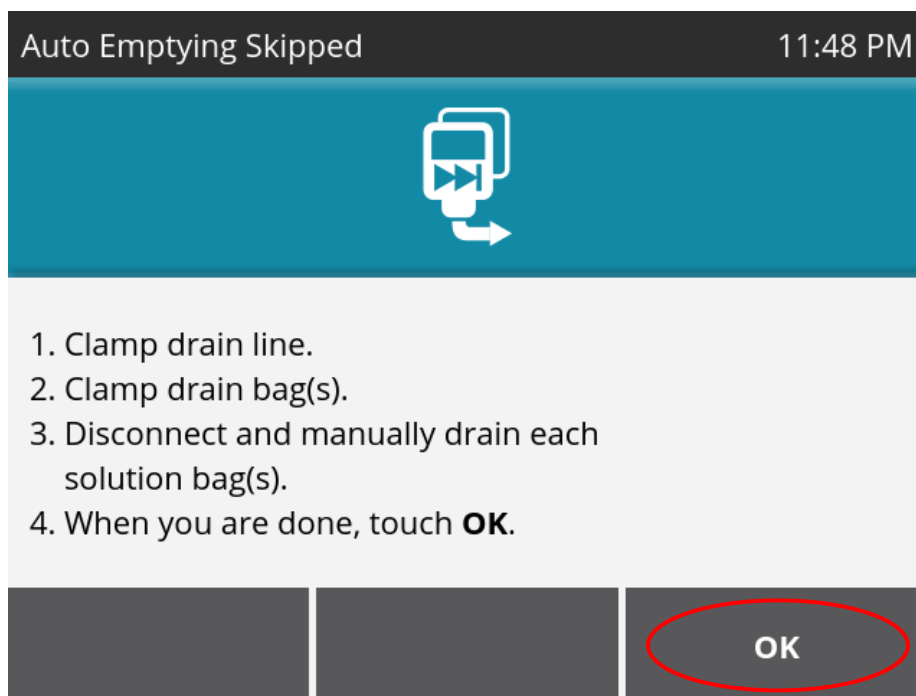 Auto Emptying Skipped 11:48 PM
1. Clamp drain line.
2. Clamp drain bag(s).
3. Disconnect and manually drain each
solution bag(s).
4. When you are done, touch OK.
OK